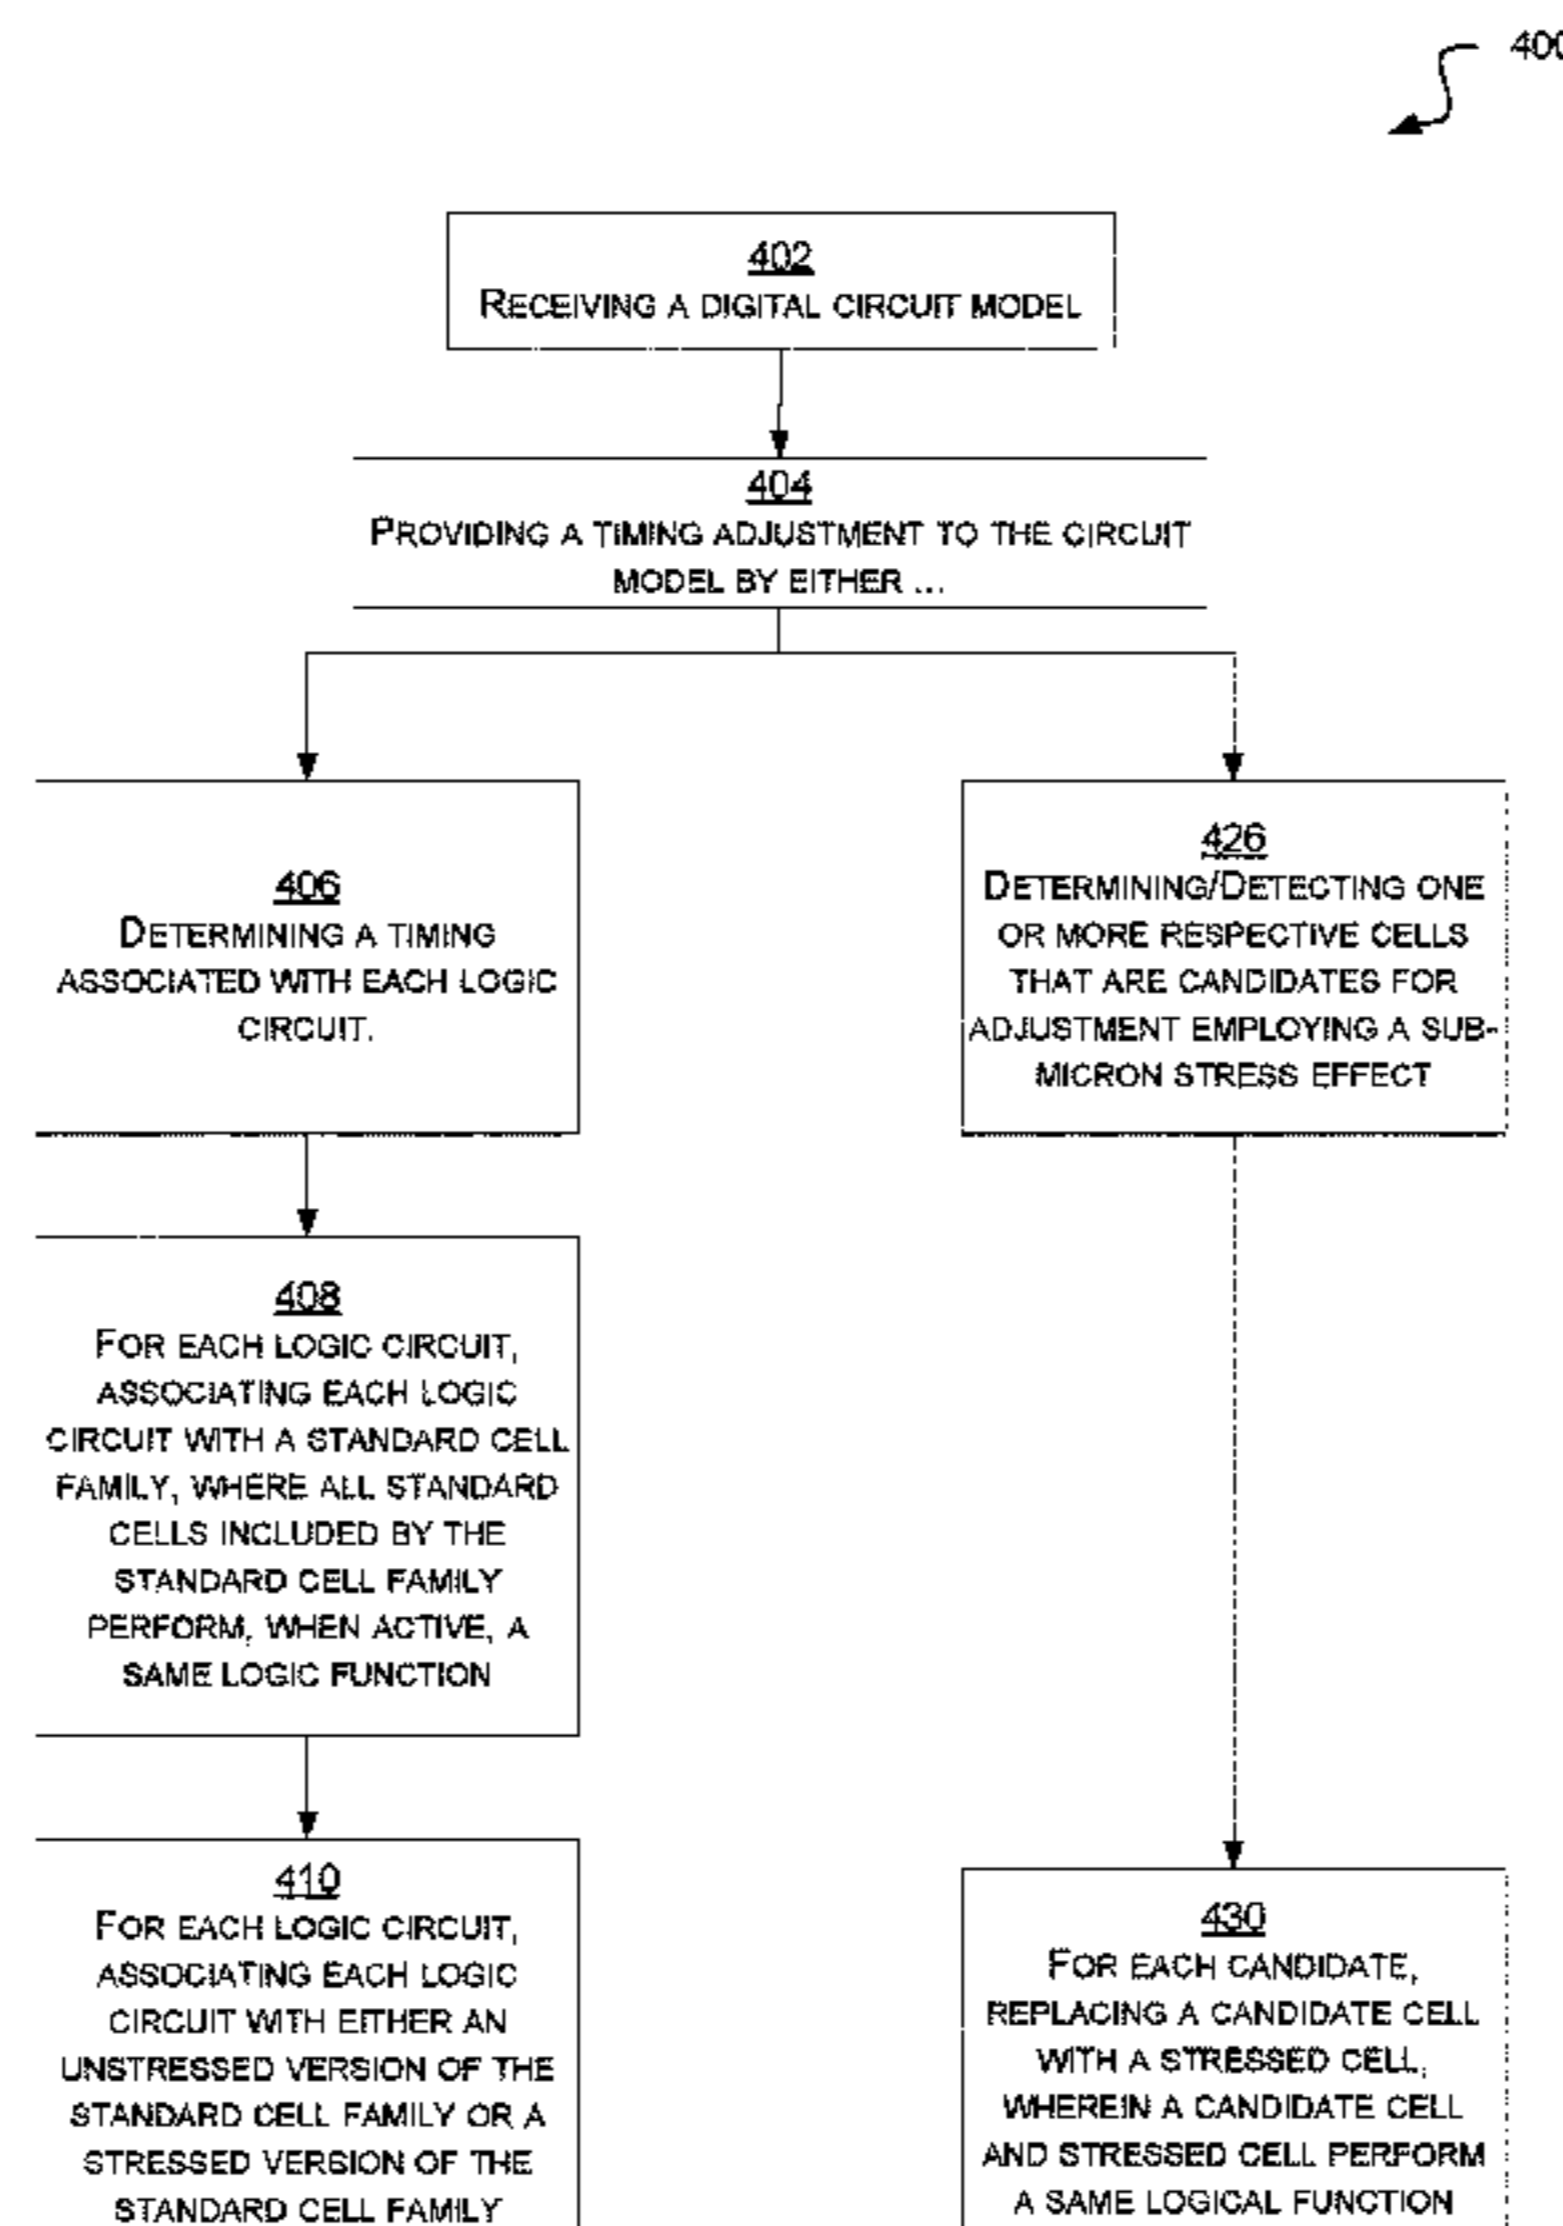 400
402
RECEIVING A DIGITAL CIRCUIT MODEL
404
PROVIDING A TIMING ADJUSTMENT TO THE CIRCUIT
MODEL BY EITHER ...
406
DETERMINING A TIMING
ASSOCIATED WITH EACH LOGIC
CIRCUIT.
408
FOR EACH LOGIC CIRCUIT,
ASSOCIATING EACH LOGIC
CIRCUIT WITH A STANDARD CELL
FAMILY, WHERE ALL STANDARD
CELLS INCLUDED BY THE
STANDARD CELL FAMILY
PERFORM, WHEN ACTIVE, A
SAME LOGIC FUNCTION
410
FOR EACH LOGIC CIRCUIT,
ASSOCIATING EACH LOGIC
CIRCUIT WITH EITHER AN
UNSTRESSED VERSION OF THE
STANDARD CELL FAMILY OR A
STRESSED VERSION OF THE
STANDARD CELL FAMILY
426
DETERMINING/DETECTING ONE
OR MORE RESPECTIVE CELLS
THAT ARE CANDIDATES FOR
ADJUSTMENT EMPLOYING A SUB-
MICRON STRESS EFFECT
430
FOR EACH CANDIDATE,
REPLACING A CANDIDATE CELL
WITH A STRESSED CELL,
WHEREIN A CANDIDATE CELL
AND STRESSED CELL PERFORM
A SAME LOGICAL FUNCTION